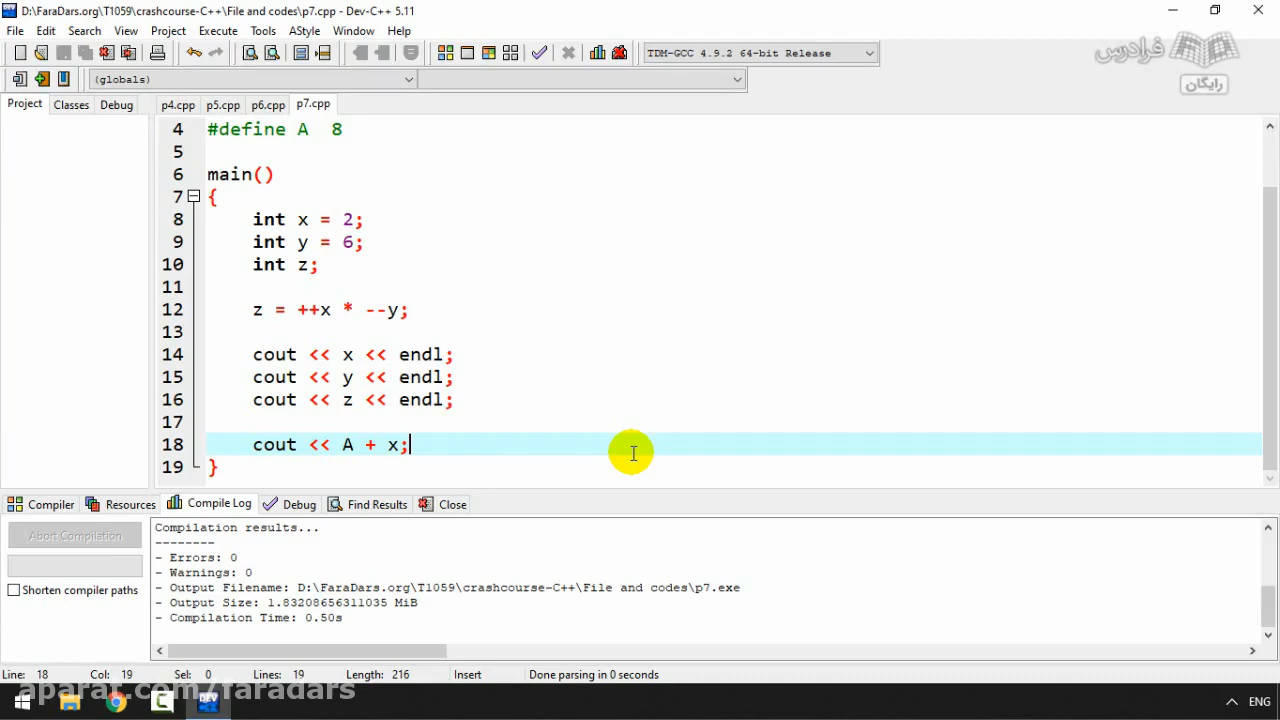 D:\FaraDars.org\T1059\crashcourse-C++\File and codes\p7.cpp - Dev-C++ 5.11
File Edit Search View Project Execute Tools AStyle Window Help
TDM-GCC 4.9.2 64-bit Release
فرادرس
رایگان
(globals)
Project Classes Debug p4.cpp p5.cpp p6.cpp p7.cpp
4 #define A 8
5
6 main()
7 {
8 int x = 2;
9 int y = 6;
10 int z;
11
12 z = ++x * --y;
13
14 cout << x << endl;
15 cout << y << endl;
16 cout << z << endl;
17
18 cout << A + x;
19 }
Compiler Resources Compile Log Debug Find Results Close
Abort Compilation
Shorten compiler paths
Compilation results...
--------
- Errors: 0
- Warnings: 0
- Output Filename: D:\FaraDars.org\T1059\crashcourse-C++\File and codes\p7.exe
- Output Size: 1.83208656311035 MiB
- Compilation Time: 0.50s
Line: 18 Col: 19 Sel: 0 Lines: 19 Length: 216 Insert Done parsing in 0 seconds
aparat.com/faradars
DEV
ENG